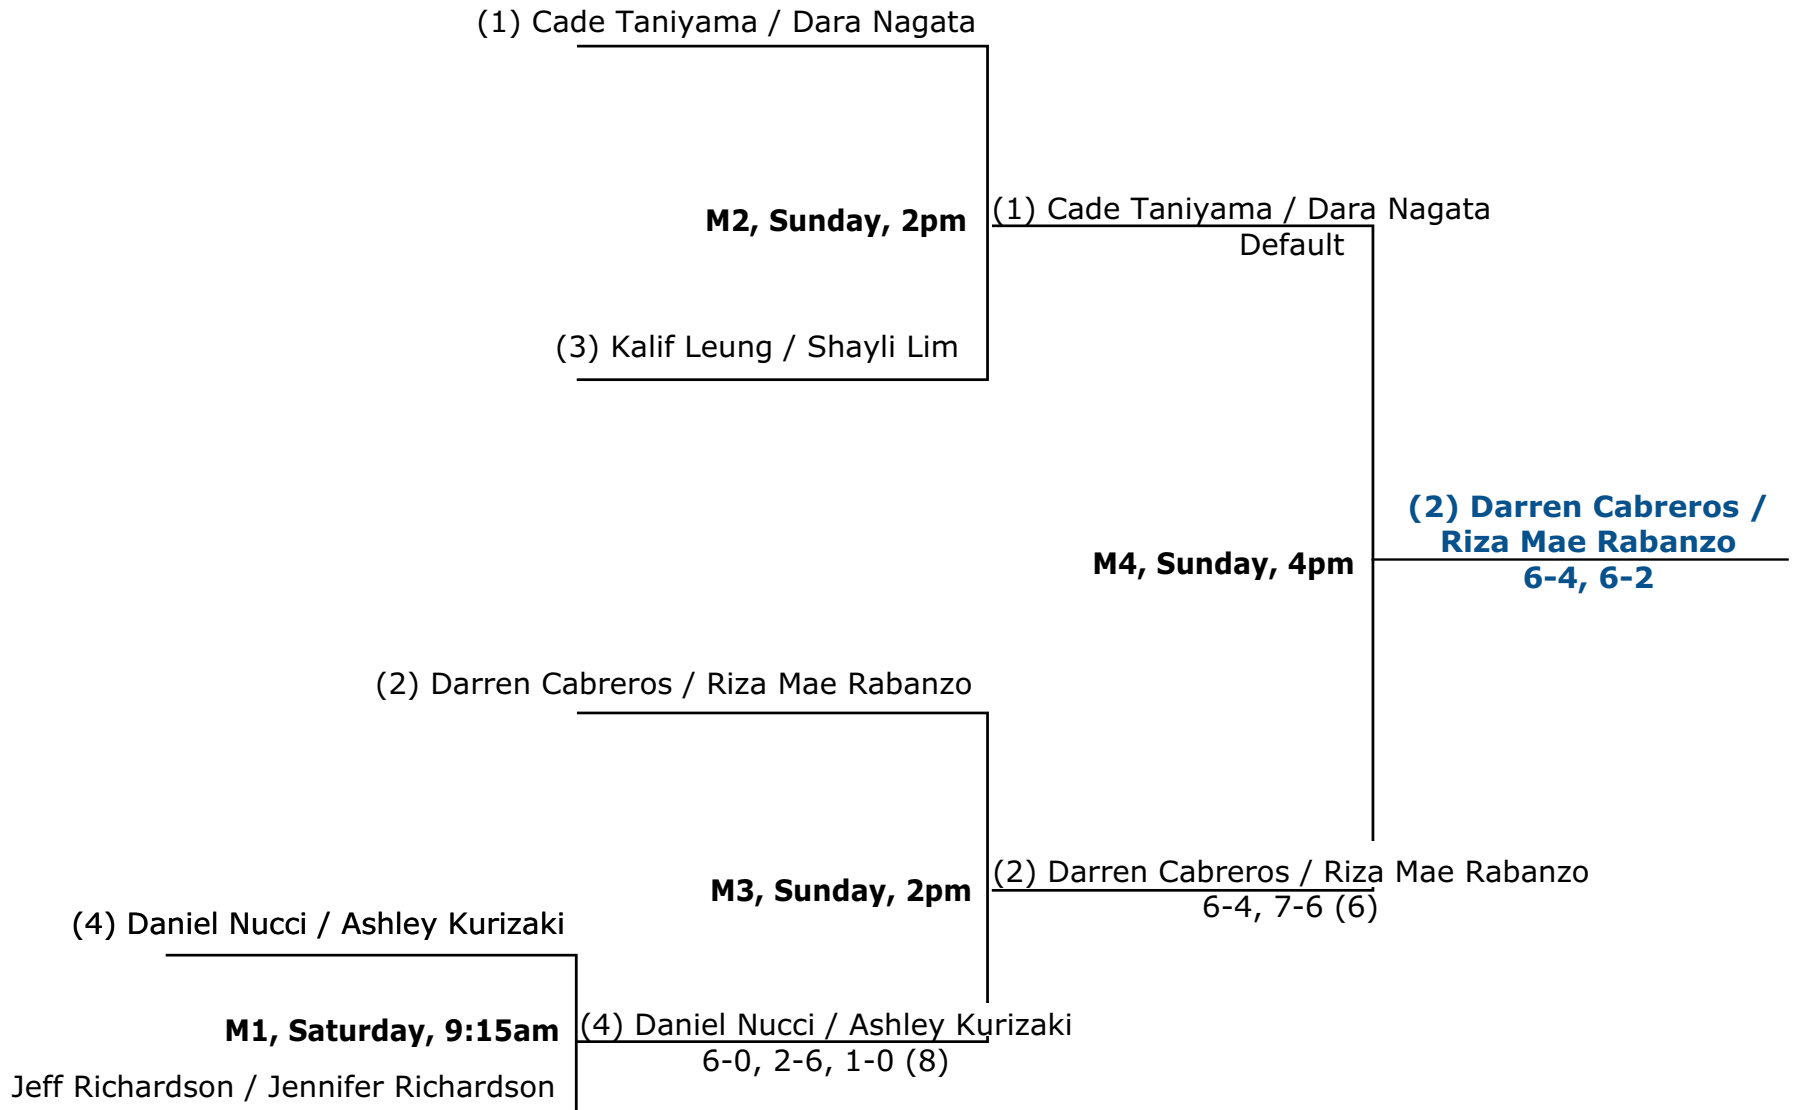 (1) Cade Taniyama / Dara Nagata
M2, Sunday, 2pm
(1) Cade Taniyama / Dara Nagata
Default
(3) Kalif Leung / Shayli Lim
(2) Darren Cabreros /
Riza Mae Rabanzo
M4, Sunday, 4pm
6-4, 6-2
(2) Darren Cabreros / Riza Mae Rabanzo
M3, Sunday, 2pm
(2) Darren Cabreros / Riza Mae Rabanzo
6-4, 7-6 (6)
(4) Daniel Nucci / Ashley Kurizaki
M1, Saturday, 9:15am
(4) Daniel Nucci / Ashley Kurizaki
6-0, 2-6, 1-0 (8)
Jeff Richardson / Jennifer Richardson